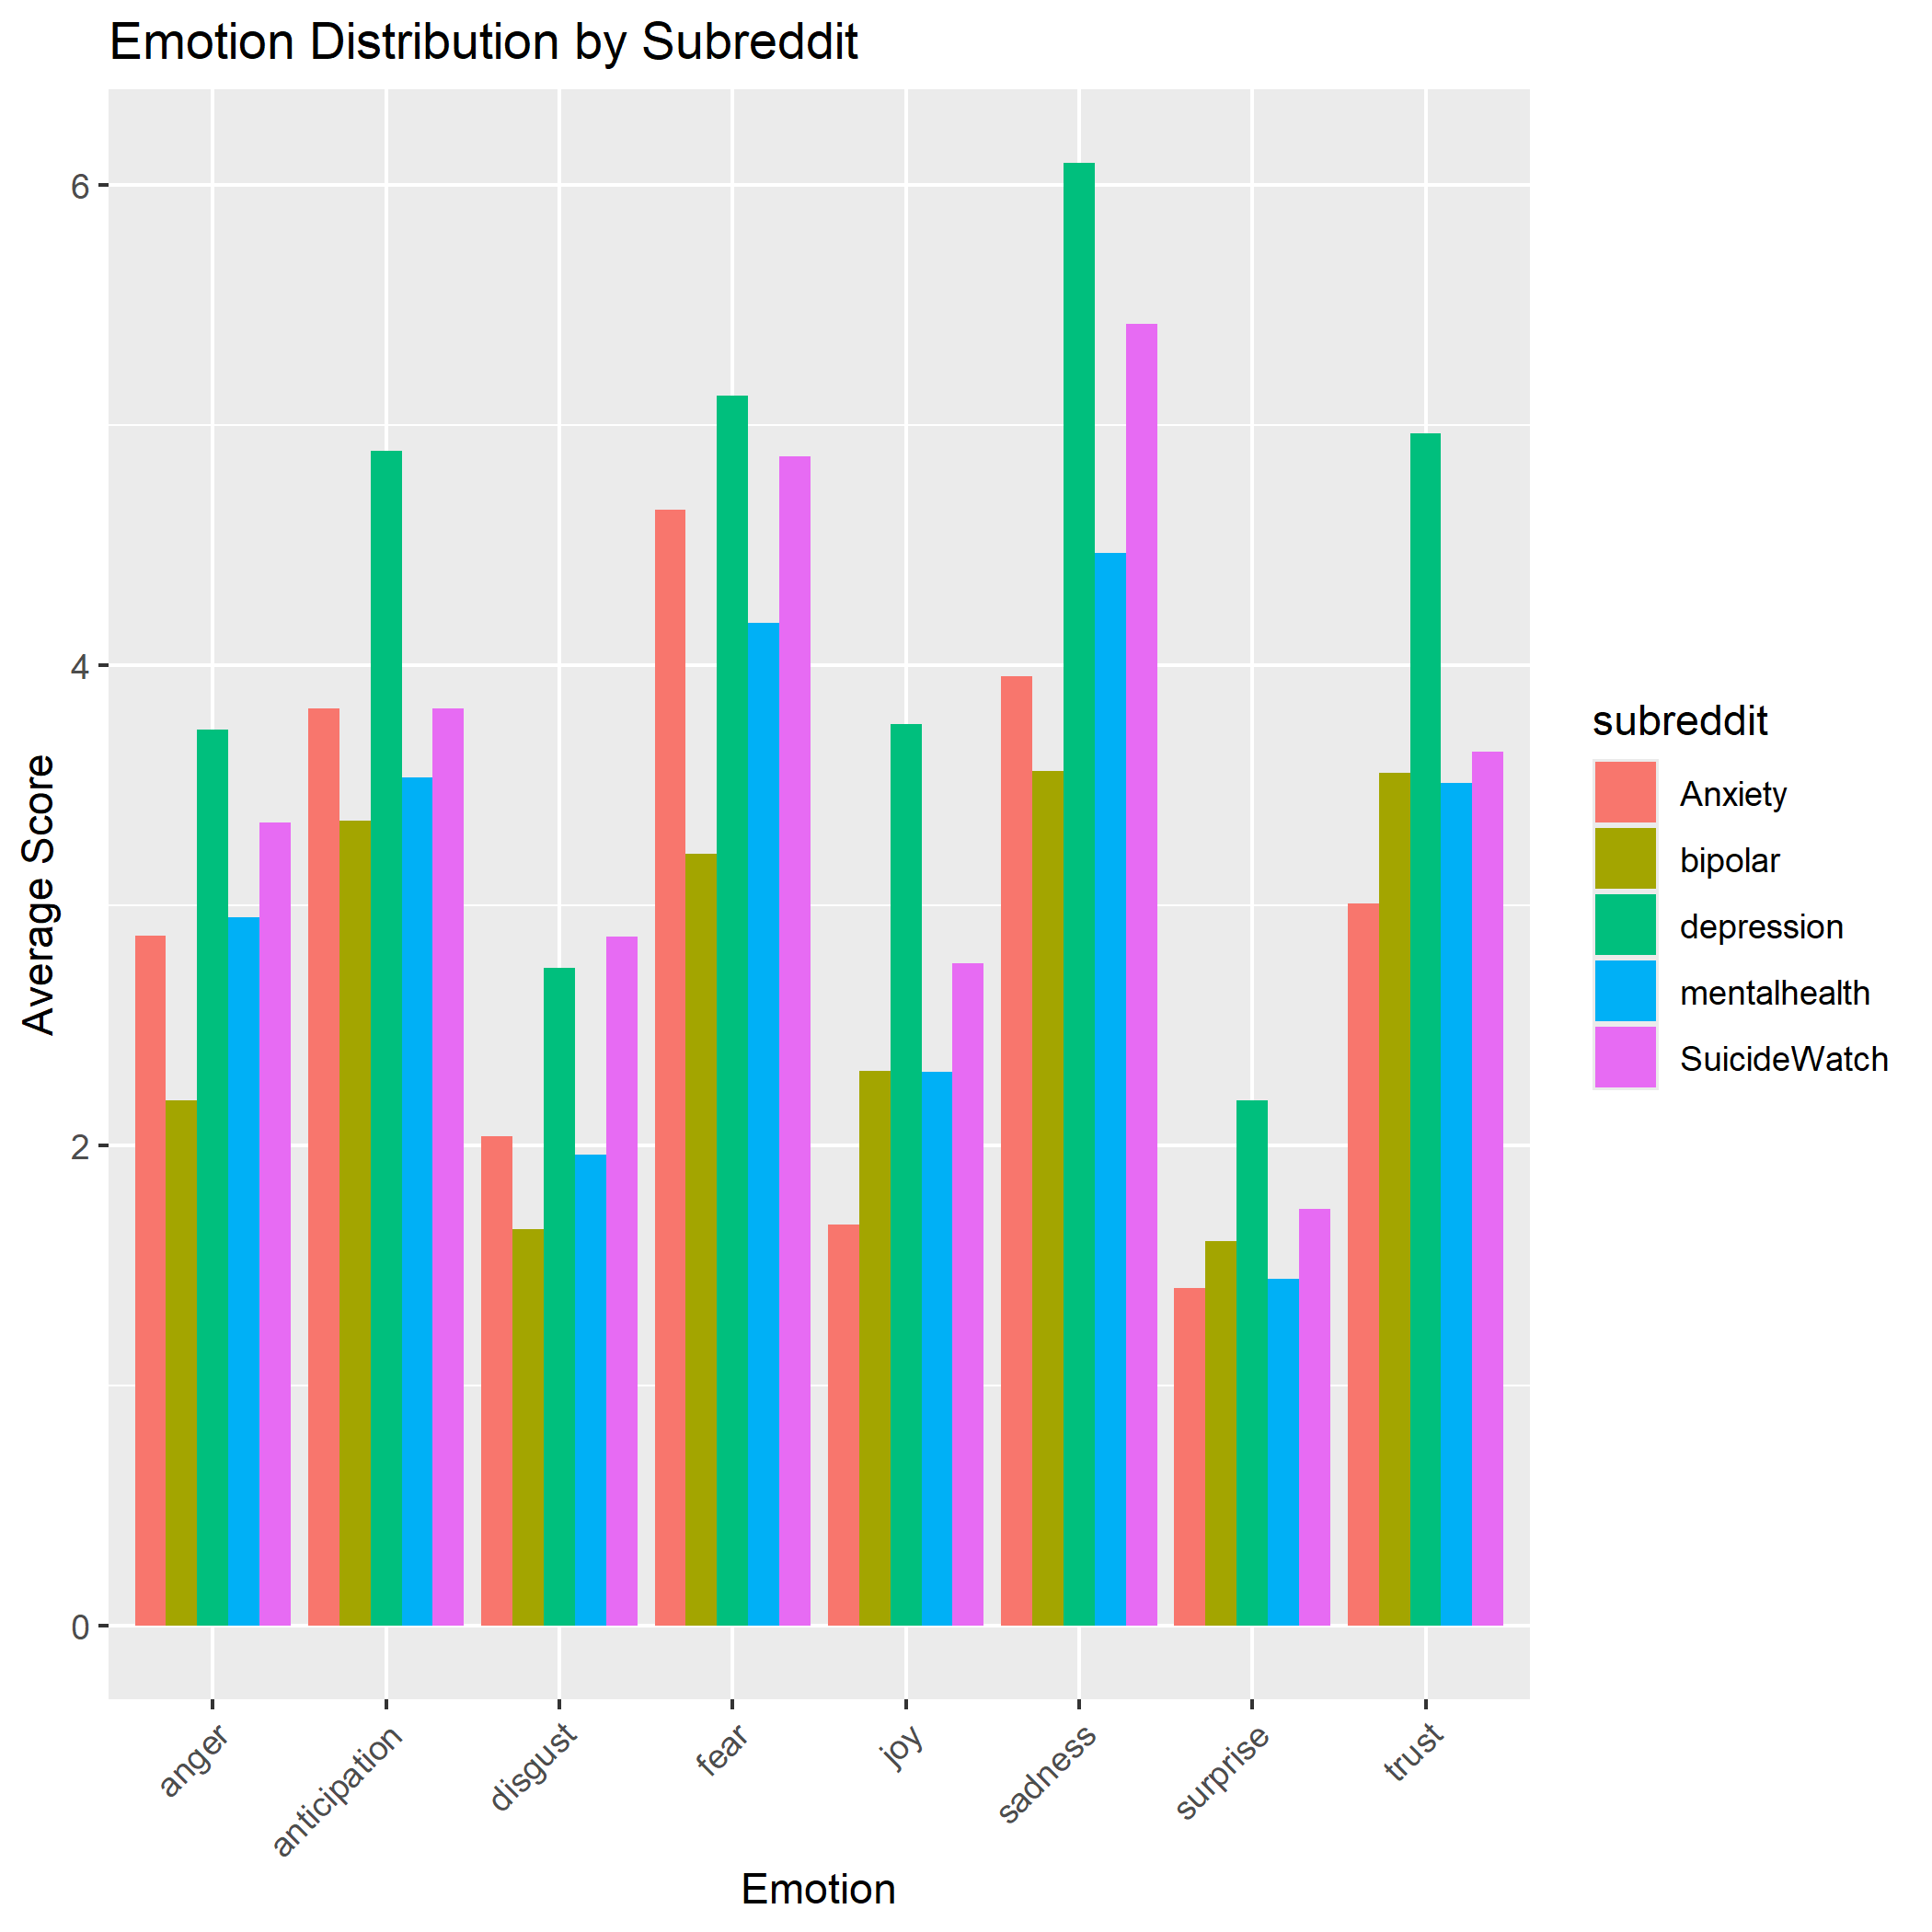 Emotion Distribution by Subreddit
6
4
2
0
Average Score
anger
anticipation
disgust
fear
joy
sadness
surprise
trust
Emotion
subreddit
Anxiety
bipolar
depression
mentalhealth
SuicideWatch